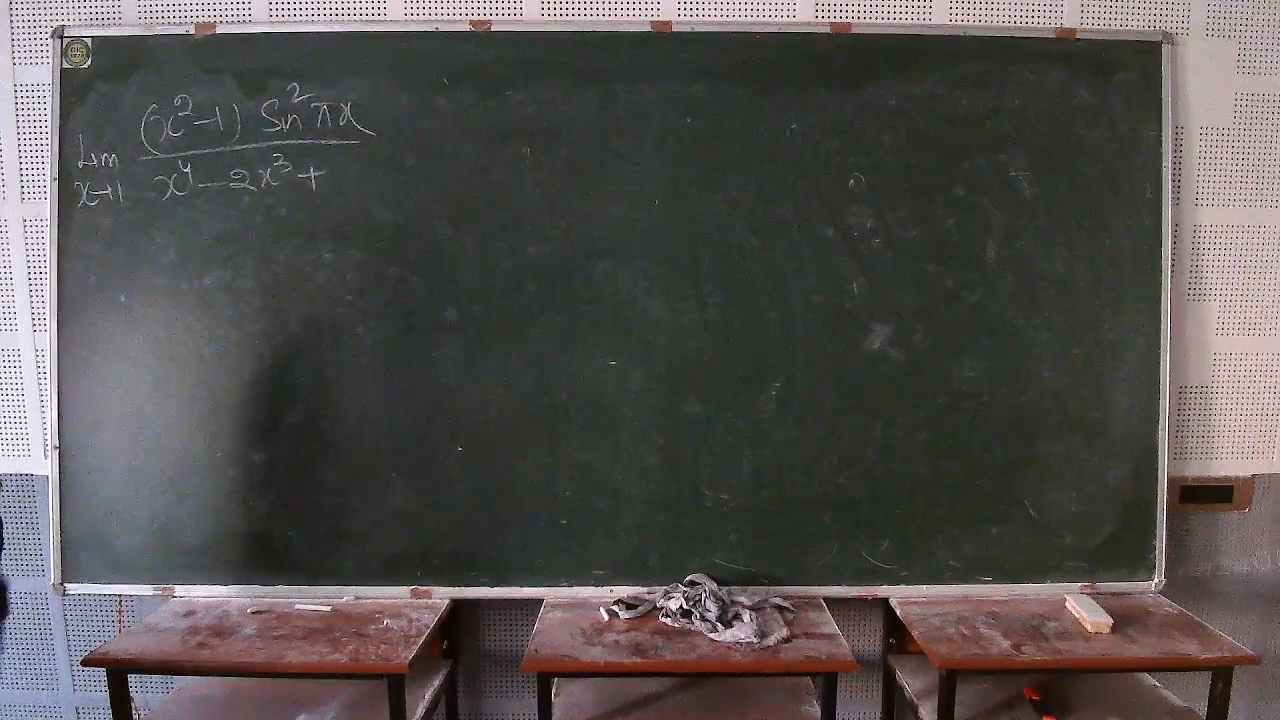 Lim (x²-1) Sin²πx
x→1 x⁴-2x³+